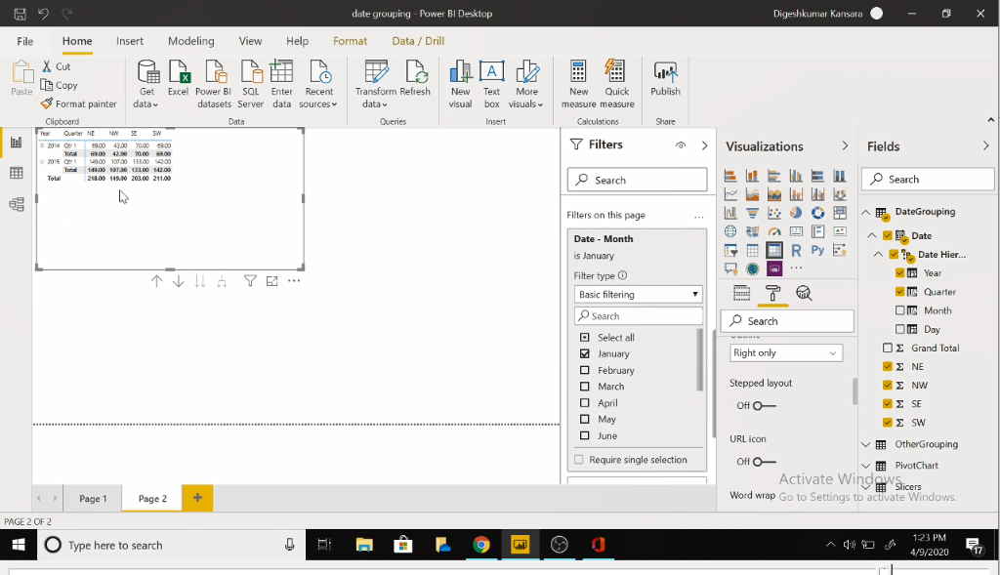 date grouping - Power BI Desktop
Digeshkumar Kansara
File Home Insert Modeling View Help Format Data / Drill
Paste
Cut
Copy
Format painter
Get data
Excel
Power BI datasets
SQL Server
Enter data
Recent sources
Transform data
Refresh
New visual
Text box
More visuals
New measure
Quick measure
Publish
Clipboard Data Queries Insert Calculations Share
Year Quarter NE NW SE SW
2014 Qtr 1 69.00 42.00 70.00 69.00
Total 69.00 42.00 70.00 69.00
2015 Qtr 1 149.00 107.00 133.00 142.00
Total 149.00 107.00 133.00 142.00
Total 218.00 149.00 203.00 211.00
Filters
Search
Filters on this page
Date - Month
is January
Filter type
Basic filtering
Search
Select all
January
February
March
April
May
June
Require single selection
Visualizations
123
R Py
Search
Right only
Stepped layout
Off
URL icon
Off
Word wrap
Fields
Search
DateGrouping
Date
Date Hier...
Year
Quarter
Month
Day
Σ Grand Total
Σ NE
Σ NW
Σ SE
Σ SW
OtherGrouping
PivotChart
Slicers
Activate Windows
Go to Settings to activate Windows.
Page 1 Page 2 +
PAGE 2 OF 2
Type here to search
1:23 PM
4/9/2020
17